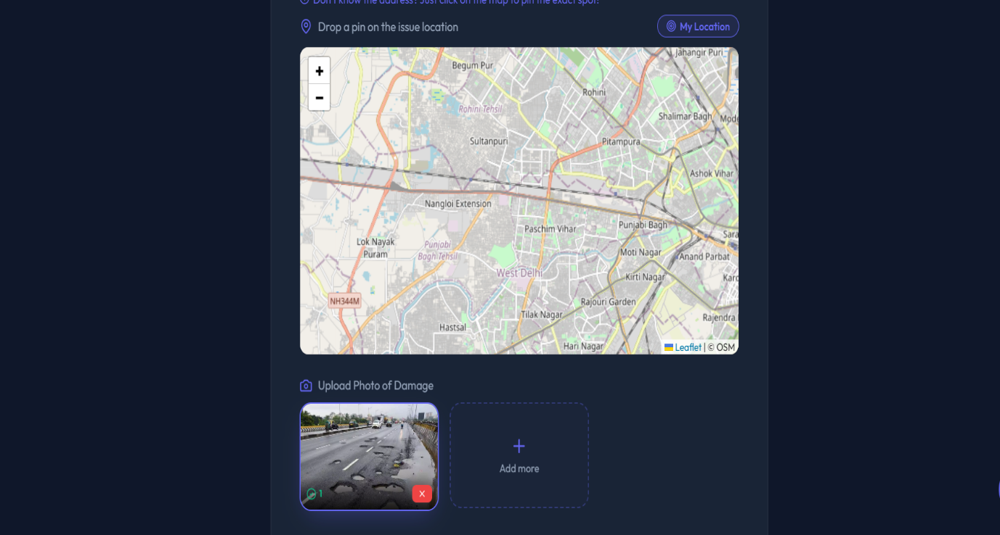 Don't know the address? Just click on the map to pin the exact spot!
Drop a pin on the issue location
My Location
+
−
Jahangir Puri
Begum Pur
Rohini
Rohini Tehsil
Shalimar Bagh
Mode
Sultanpuri
Pitampura
Ashok Vihar
Nangloi Extension
Punjabi Bagh
Paschim Vihar
Sara
Lok Nayak
Puram
Punjabi
Bagh Tehsil
Moti Nagar
Anand Parbat
West Delhi
Kirti Nagar
Karo
NH344M
Rajouri Garden
Tilak Nagar
Rajendra
Hastsal
Hari Nagar
Leaflet | © OSM
Upload Photo of Damage
1
X
+
Add more